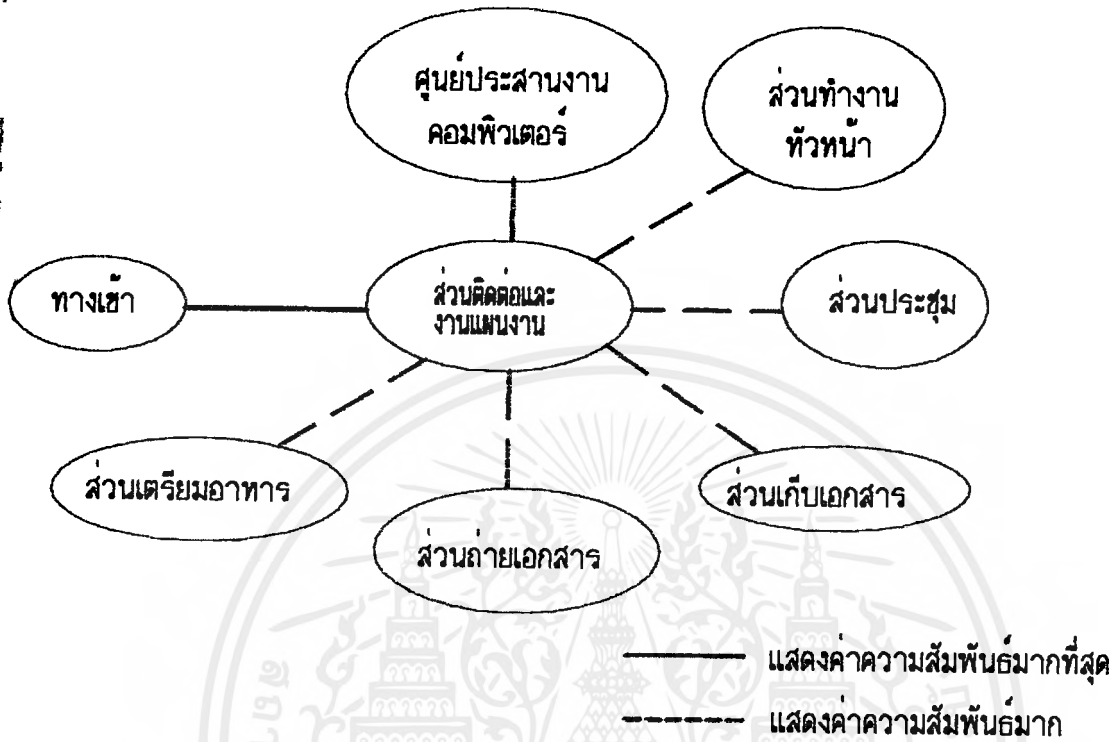 ศูนย์ประสานงาน
คอมพิวเตอร์
ส่วนทำงาน
หัวหน้า
ทางเข้า
ส่วนติดต่อและ
งานแผนงาน
ส่วนประชุม
ส่วนเตรียมอาหาร
ส่วนถ่ายเอกสาร
ส่วนเก็บเอกสาร
แสดงค่าความสัมพันธ์มากที่สุด
แสดงค่าความสัมพันธ์มาก